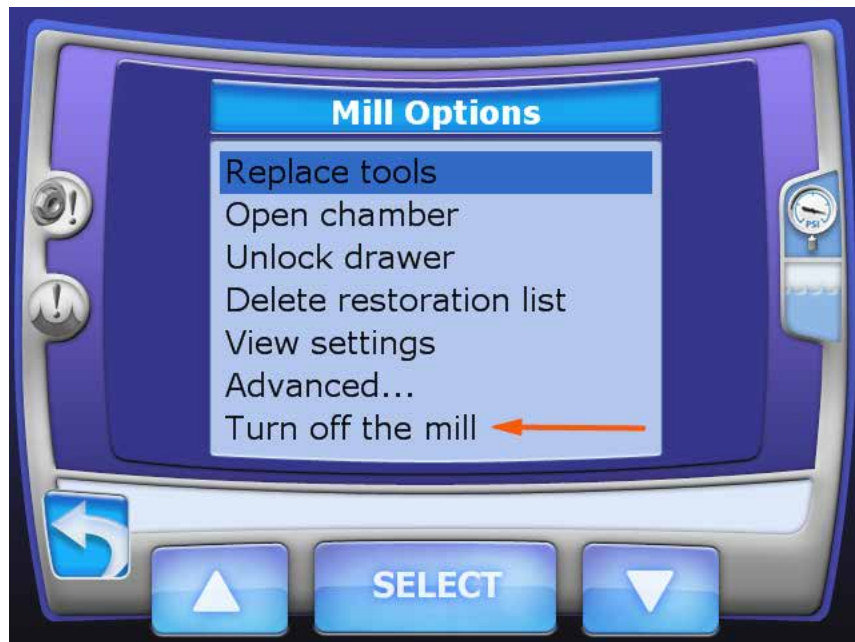 Mill Options
Replace tools
Open chamber
Unlock drawer
Delete restoration list
View settings
Advanced...
Turn off the mill
PSI
SELECT